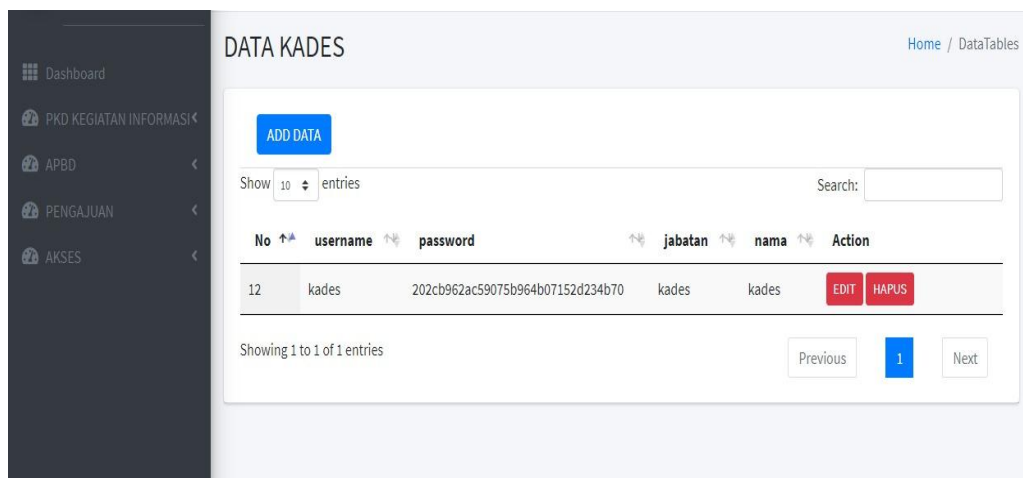 DATA KADES
Home / DataTables
Dashboard
PKD KEGIATAN INFORMASI
APBD
PENGAJUAN
AKSES
ADD DATA
Show 10 entries
Search:
No username password jabatan nama Action
12 kades 202cb962ac59075b964b07152d234b70 kades kades EDIT HAPUS
Showing 1 to 1 of 1 entries
Previous 1 Next